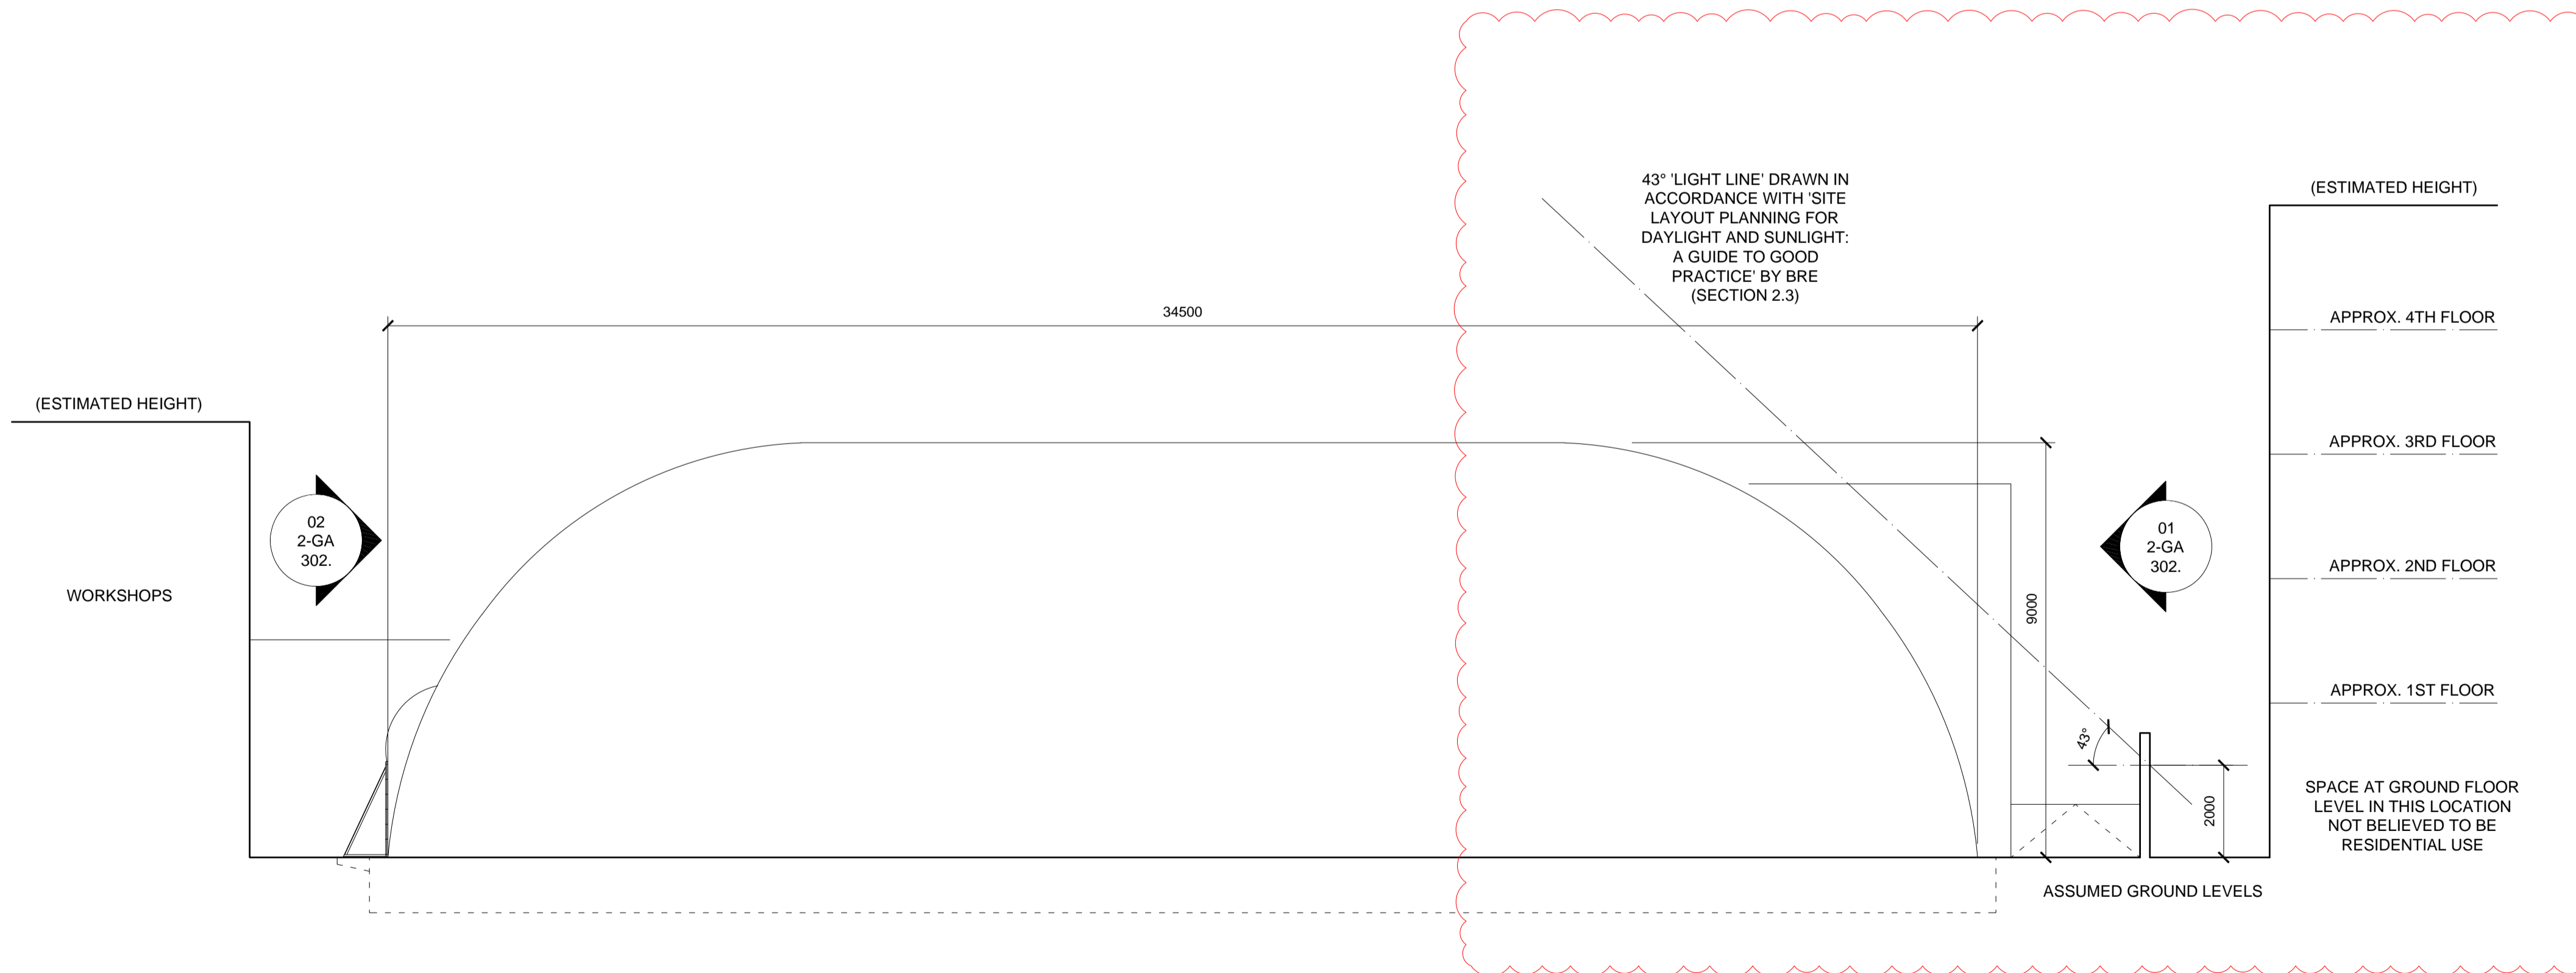 43° 'LIGHT LINE' DRAWN IN
ACCORDANCE WITH 'SITE
LAYOUT PLANNING FOR
DAYLIGHT AND SUNLIGHT:
A GUIDE TO GOOD
PRACTICE' BY BRE
(SECTION 2.3)
(ESTIMATED HEIGHT)
34500
APPROX. 4TH FLOOR
(ESTIMATED HEIGHT)
APPROX. 3RD FLOOR
02
2-GA
302.
01
2-GA
302.
WORKSHOPS
APPROX. 2ND FLOOR
9000
APPROX. 1ST FLOOR
43°
2000
SPACE AT GROUND FLOOR
LEVEL IN THIS LOCATION
NOT BELIEVED TO BE
RESIDENTIAL USE
ASSUMED GROUND LEVELS